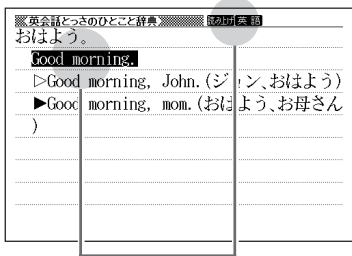 英会話とっさのひとこと辞典 読み上げ 英語
おはよう。
Good morning.
▷Good morning, John.(ジョン、おはよう)
▶Good morning, mom.(おはよう、お母さん
)